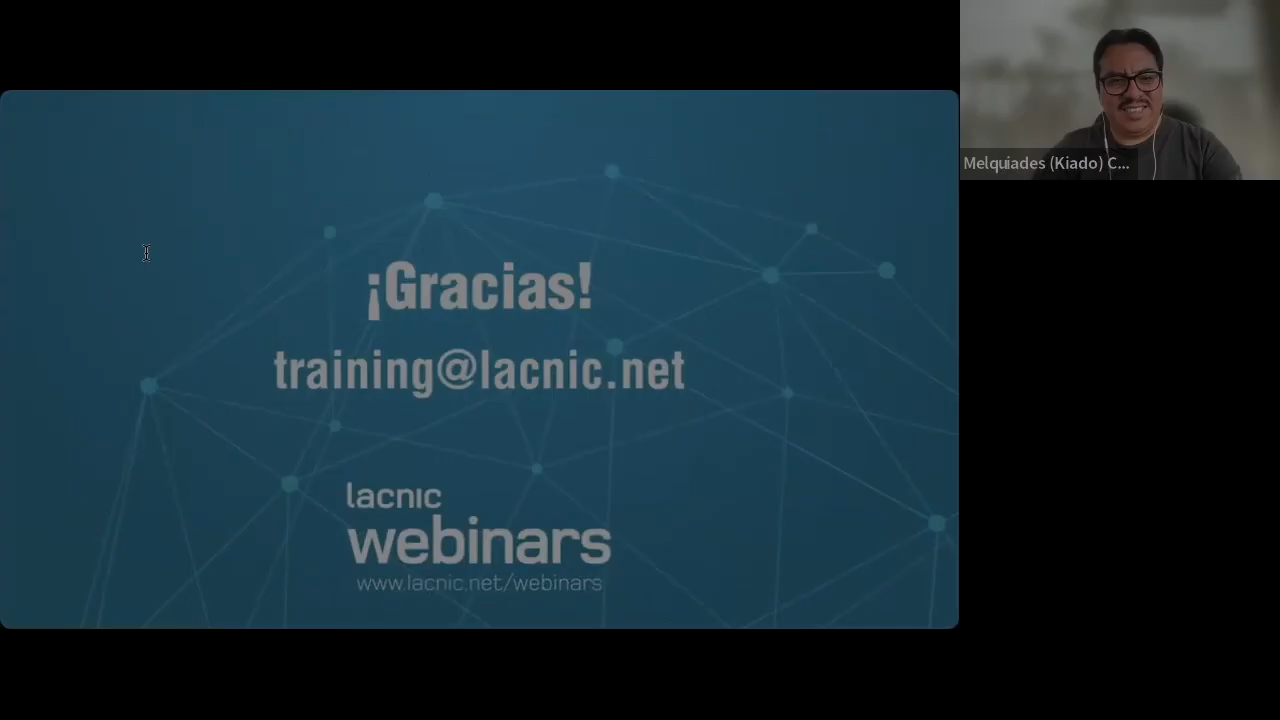 ¡Gracias!
training@lacnic.net
lacnic
webinars
www.lacnic.net/webinars
Melquiades (Kiado) C...